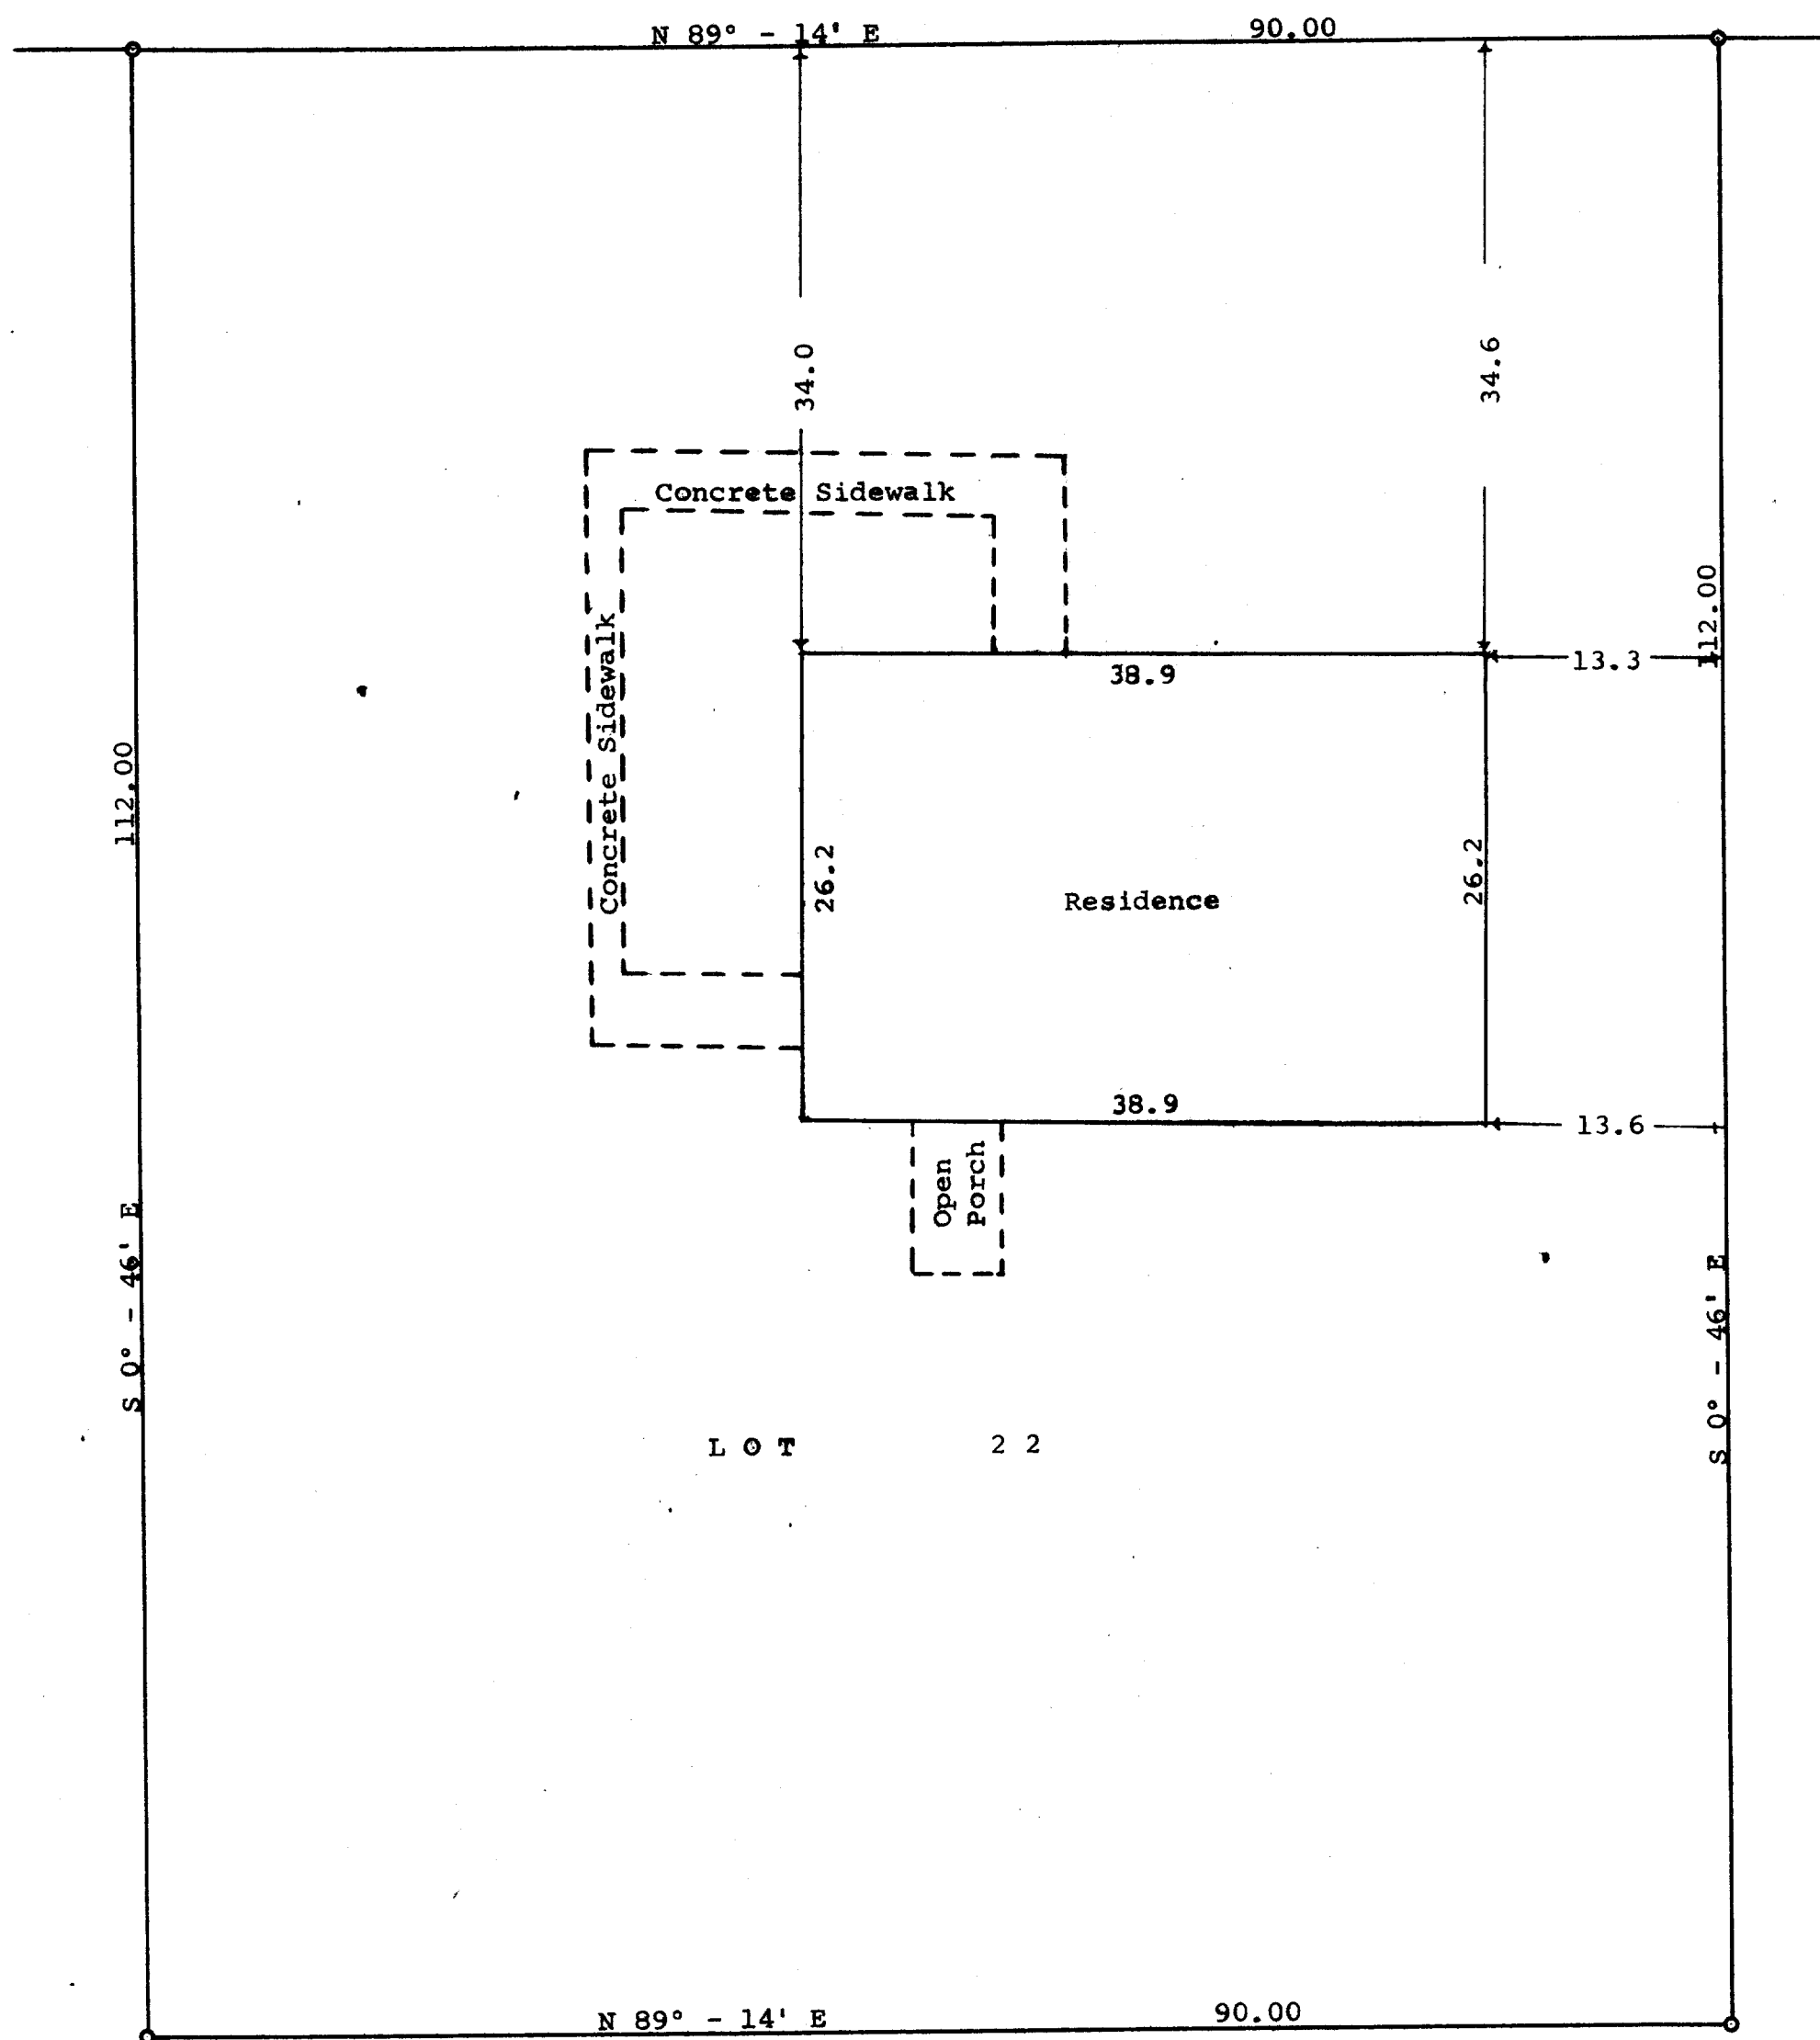 N 89° - 14' E 90.00
34.0
34.6
Concrete Sidewalk
112.00
13.3
38.9
Concrete Sidewalk
112.00
26.2
Residence
26.2
38.9
13.6
Open
Porch
S 0° - 46' E
S 0° - 46' E
L O T 2 2
N 89° - 14' E 90.00